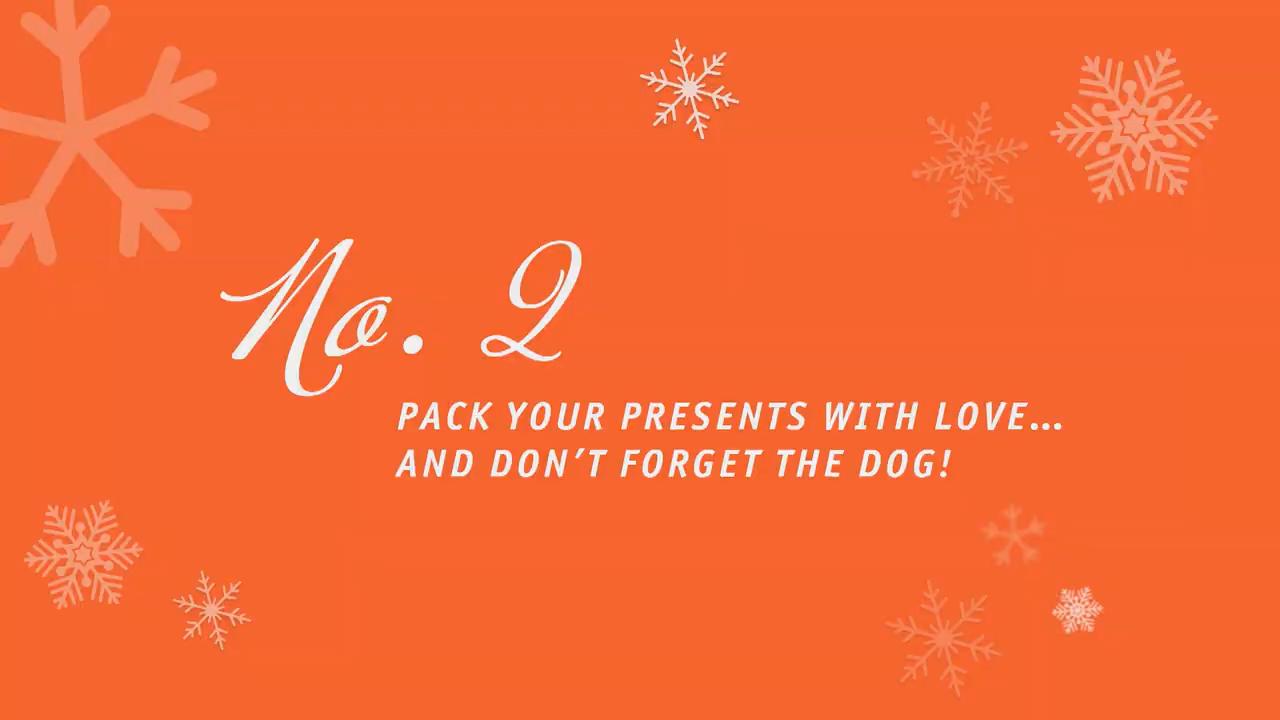 No. 2
PACK YOUR PRESENTS WITH LOVE...
AND DON'T FORGET THE DOG!